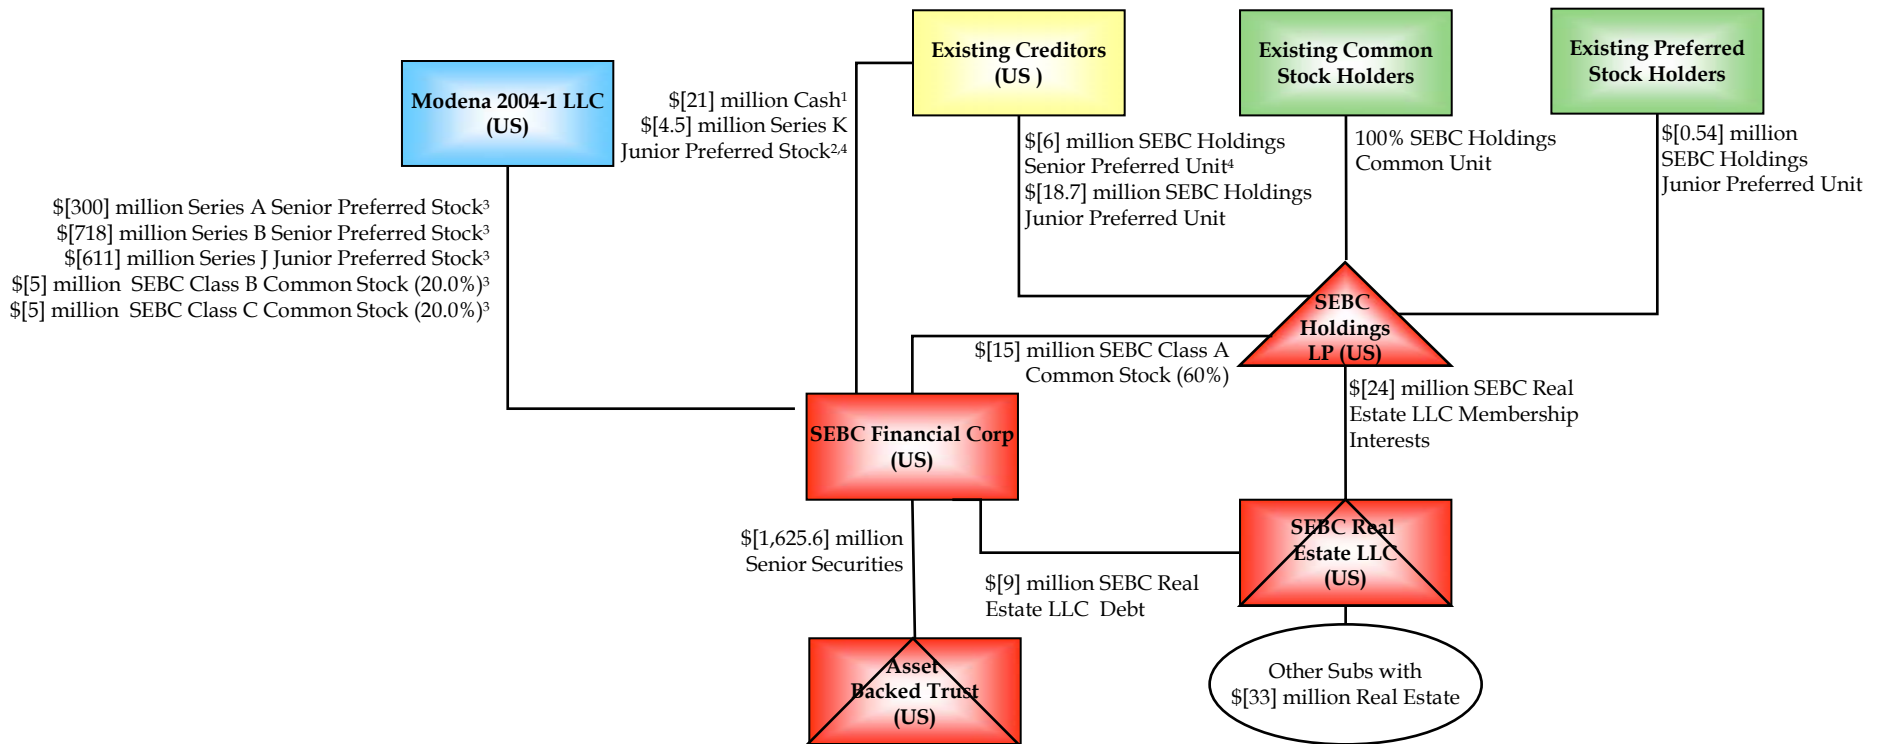 Existing Creditors
(US )
Existing Common
Stock Holders
Existing Preferred
Stock Holders
Modena 2004-1 LLC
(US)
$[21] million Cash¹
$[4.5] million Series K
Junior Preferred Stock²,⁴
$[6] million SEBC Holdings
Senior Preferred Unit⁴
$[18.7] million SEBC Holdings
Junior Preferred Unit
100% SEBC Holdings
Common Unit
$[0.54] million
SEBC Holdings
Junior Preferred Unit
$[300] million Series A Senior Preferred Stock³
$[718] million Series B Senior Preferred Stock³
$[611] million Series J Junior Preferred Stock³
$[5] million  SEBC Class B Common Stock (20.0%)³
$[5] million  SEBC Class C Common Stock (20.0%)³
SEBC
Holdings
LP (US)
$[15] million SEBC Class A
Common Stock (60%)
$[24] million SEBC Real
Estate LLC Membership
Interests
SEBC Financial Corp
(US)
$[1,625.6] million
Senior Securities
$[9] million SEBC Real
Estate LLC  Debt
SEBC Real
Estate LLC
(US)
Asset
Backed Trust
(US)
Other Subs with
$[33] million Real Estate